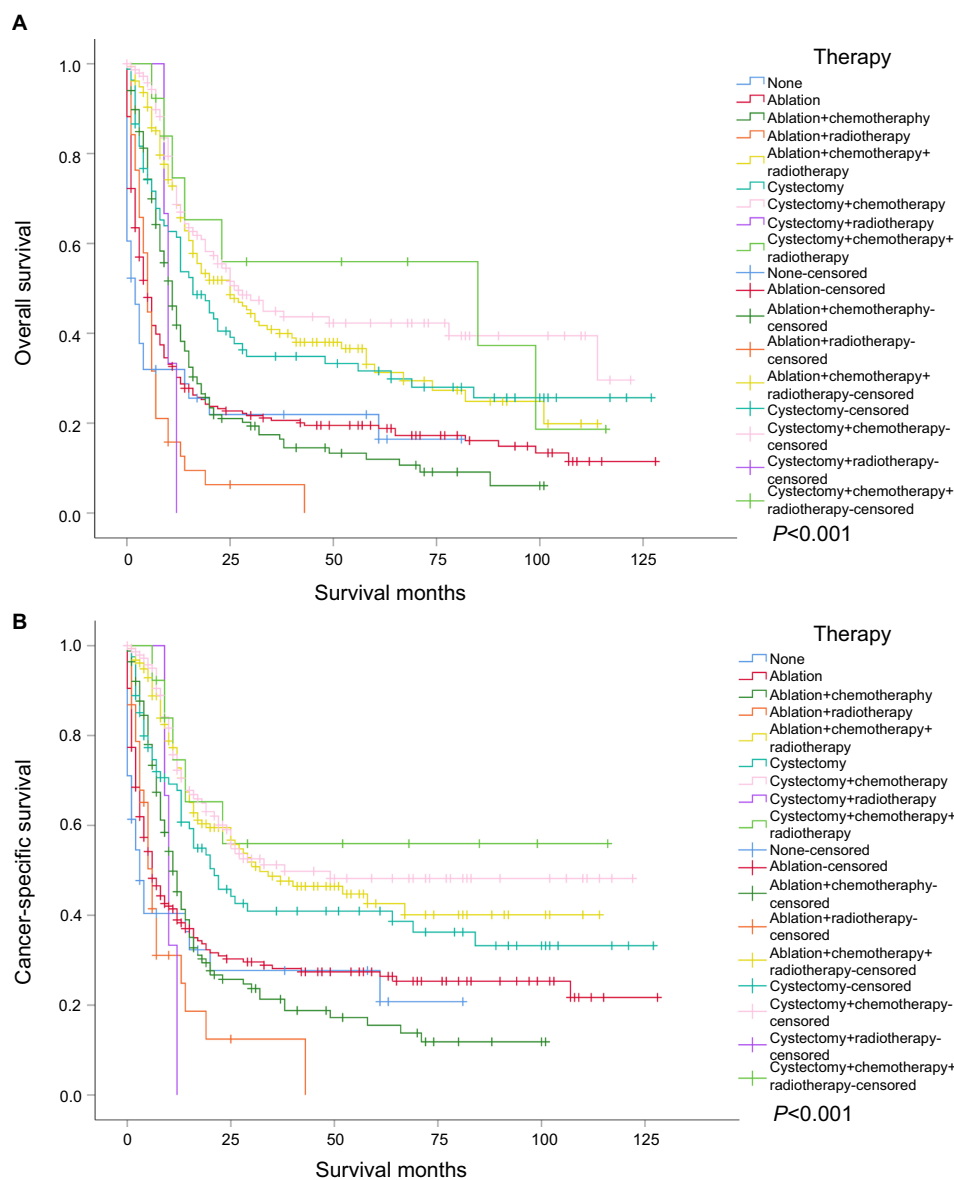 A
Overall survival
1.0
0.8
0.6
0.4
0.2
0.0
0
25
50
75
100
125
Survival months
Therapy
None
Ablation
Ablation+chemotheraphy
Ablation+radiotherapy
Ablation+chemotherapy+
radiotherapy
Cystectomy
Cystectomy+chemotherapy
Cystectomy+radiotherapy
Cystectomy+chemotherapy+
radiotherapy
None-censored
Ablation-censored
Ablation+chemotheraphy-
censored
Ablation+radiotherapy-
censored
Ablation+chemotherapy+
radiotherapy-censored
Cystectomy-censored
Cystectomy+chemotherapy-
censored
Cystectomy+radiotherapy-
censored
Cystectomy+chemotherapy+
radiotherapy-censored
P<0.001
B
Cancer-specific survival
1.0
0.8
0.6
0.4
0.2
0.0
0
25
50
75
100
125
Survival months
Therapy
None
Ablation
Ablation+chemotheraphy
Ablation+radiotherapy
Ablation+chemotherapy+
radiotherapy
Cystectomy
Cystectomy+chemotherapy
Cystectomy+radiotherapy
Cystectomy+chemotherapy+
radiotherapy
None-censored
Ablation-censored
Ablation+chemotheraphy-
censored
Ablation+radiotherapy-
censored
Ablation+chemotherapy+
radiotherapy-censored
Cystectomy-censored
Cystectomy+chemotherapy-
censored
Cystectomy+radiotherapy-
censored
Cystectomy+chemotherapy+
radiotherapy-censored
P<0.001